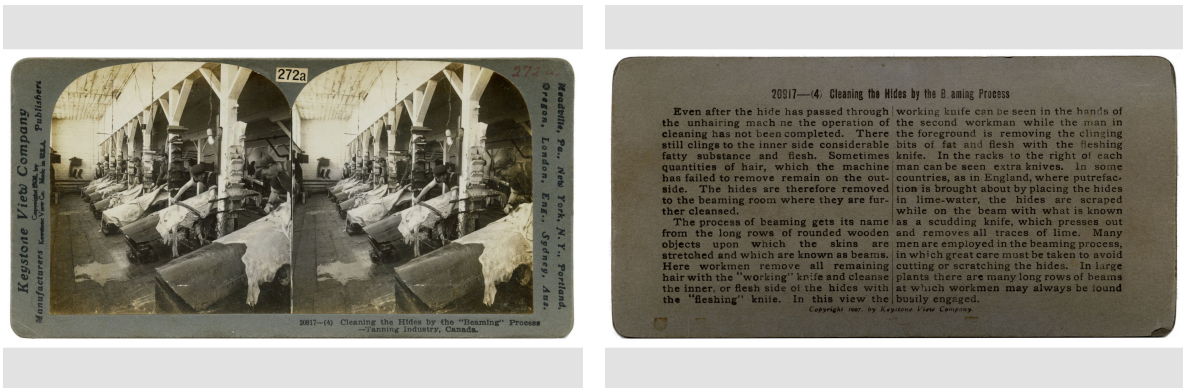 Keystone View Company
Manufacturers Publishers
Made in U.S.A.
272a
272a.
Meadville, Pa., New York, N. Y., Portland,
Oregon, London, Eng., Sydney, Aus.
20917—(4) Cleaning the Hides by the "Beaming" Process
—Tanning Industry, Canada.
20917—(4) Cleaning the Hides by the B aming Process
Even after the hide has passed through
the unhairing mach ne the operation of
cleaning has not been completed. There
still clings to the inner side considerable
fatty substance and flesh. Sometimes
quantities of hair, which the machine
has failed to remove remain on the out-
side. The hides are therefore removed
to the beaming room where they are fur-
ther cleansed.
The process of beaming gets its name
from the long rows of rounded wooden
objects upon which the skins are
stretched and which are known as beams.
Here workmen remove all remaining
hair with the "working" knife and cleanse
the inner, or flesh side of the hides with
the "fleshing" knife. In this view the
working knife can be seen in the hands of
the second workman while the man in
the foreground is removing the clinging
bits of fat and flesh with the fleshing
knife. In the racks to the right of each
man can be seen extra knives. In some
countries, as in England, where putrefac-
tion is brought about by placing the hides
in lime-water, the hides are scraped
while on the beam with what is known
as a scudding knife, which presses out
and removes all traces of lime. Many
men are employed in the beaming process,
in which great care must be taken to avoid
cutting or scratching the hides. In large
plants there are many long rows of beams
at which workmen may always be found
busily engaged.
Copyright by Keystone View Company